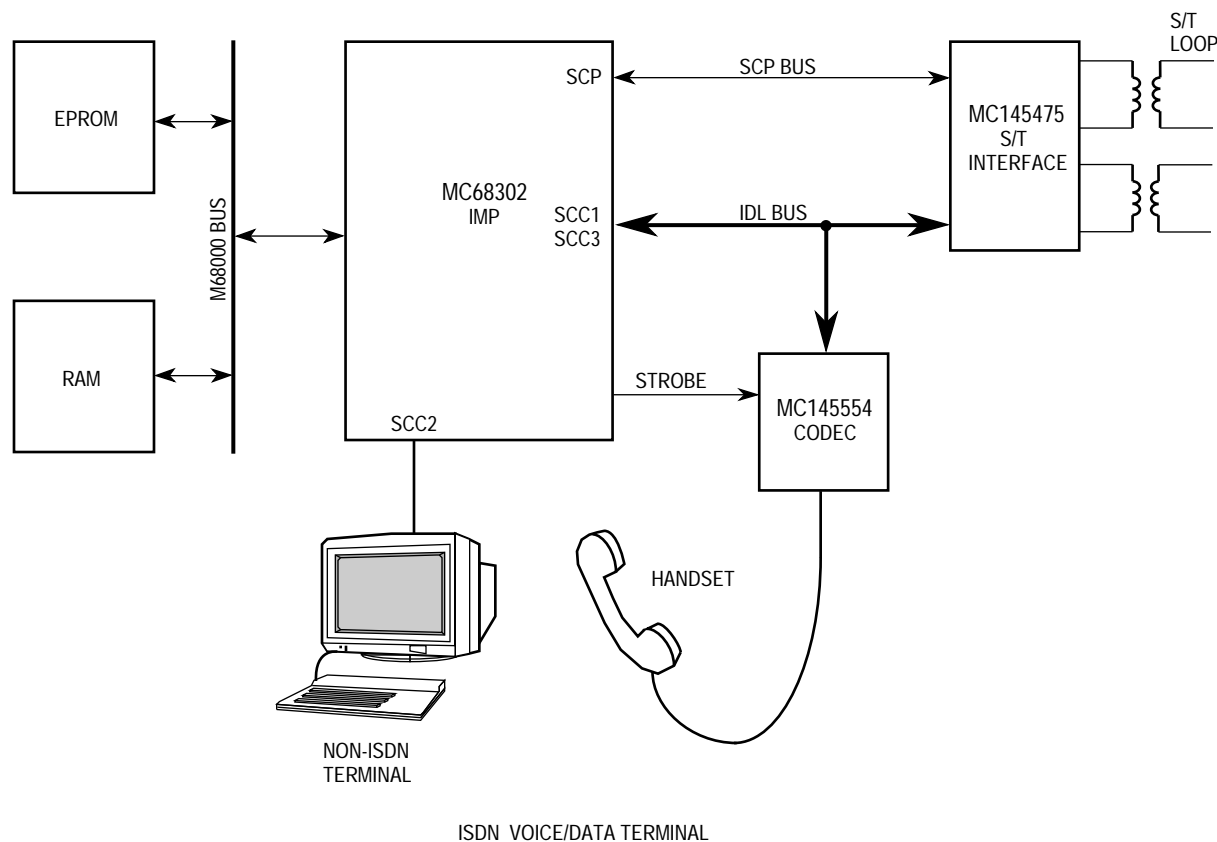 S/T
LOOP
SCP
SCP BUS
EPROM
MC145475
S/T
INTERFACE
MC68302
IMP
M68000 BUS
SCC1
SCC3
IDL BUS
RAM
STROBE
MC145554
CODEC
SCC2
HANDSET
NON-ISDN
TERMINAL
ISDN VOICE/DATA TERMINAL